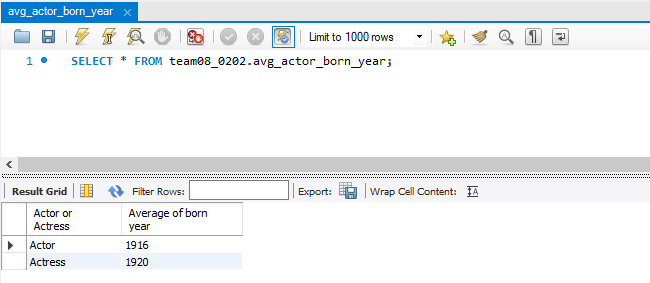 avg_actor_born_year
Limit to 1000 rows
1 SELECT * FROM team08_0202.avg_actor_born_year;
Result Grid Filter Rows: Export: Wrap Cell Content:
Actor or Actress Average of born year
Actor 1916
Actress 1920